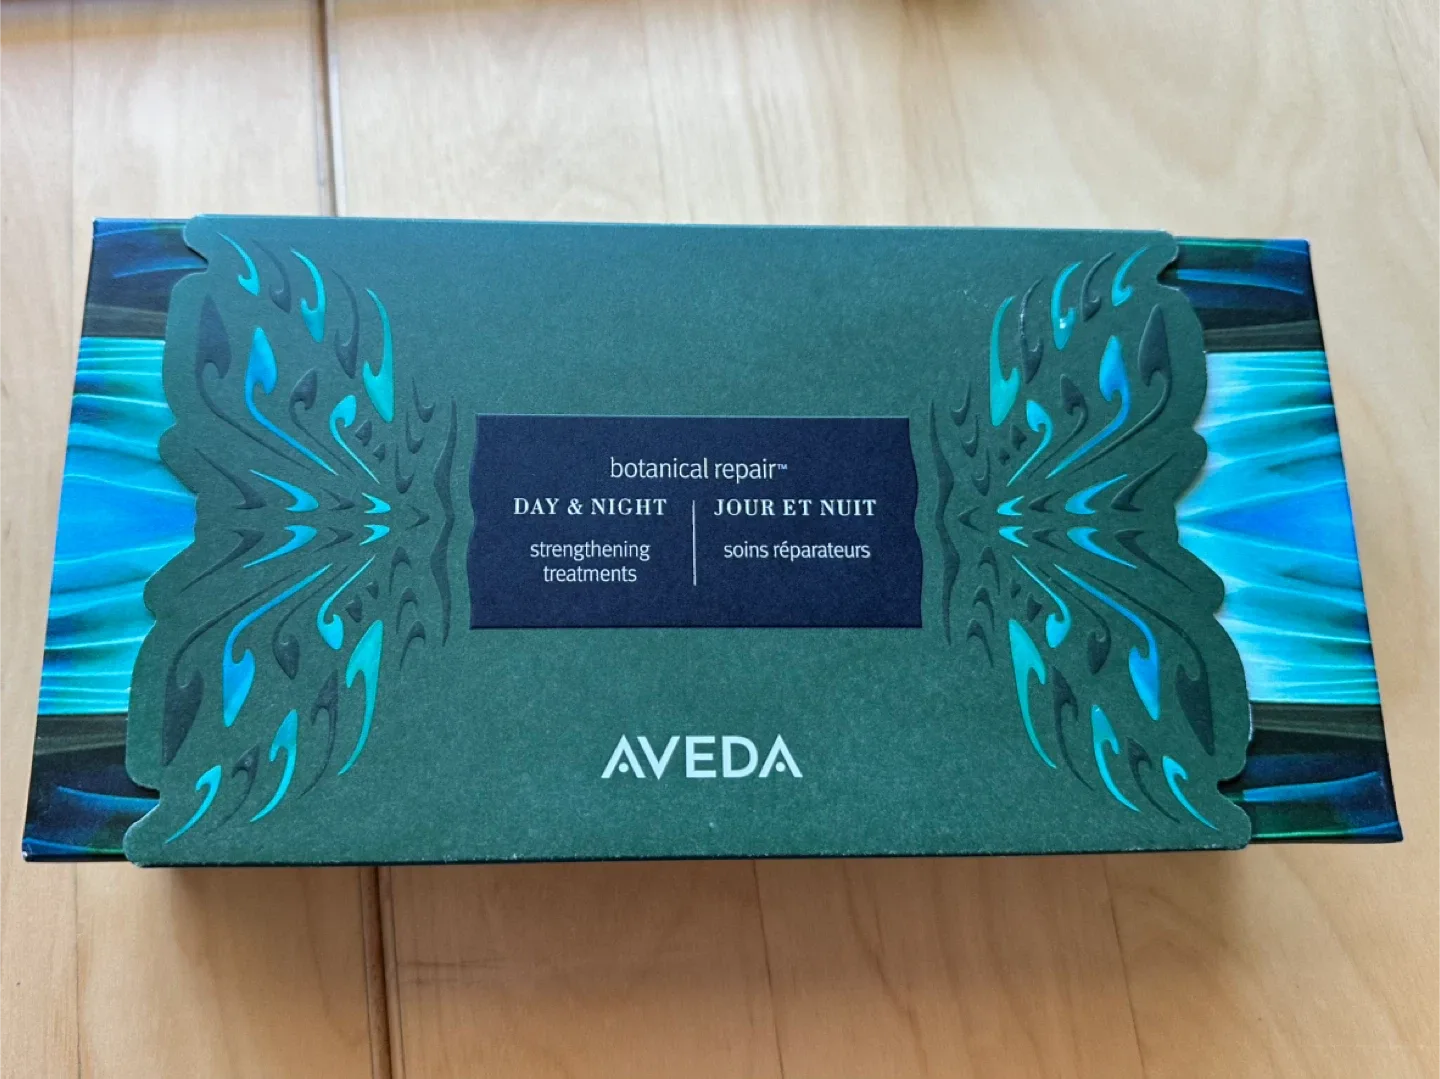 botanical repair™
DAY & NIGHT
strengthening
treatments
JOUR ET NUIT
soins réparateurs
AVEDA